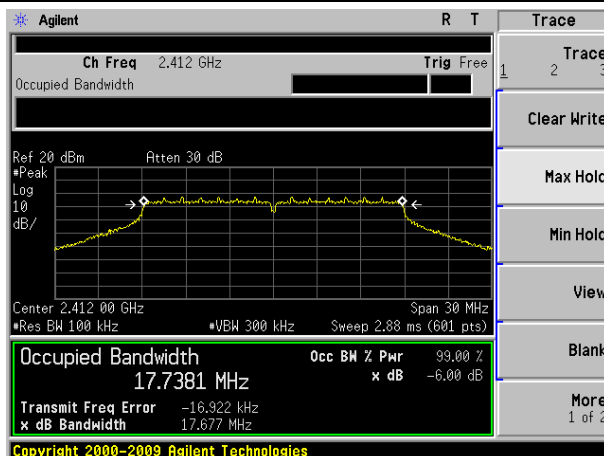 Agilent R T Trace
Ch Freq 2.412 GHz Trig Free
Occupied Bandwidth
Trace
1 2 3
Clear Write
Max Hold
Min Hold
View
Blank
More
1 of 2
Ref 20 dBm Atten 30 dB
#Peak
Log
10
dB/
Center 2.412 00 GHz Span 30 MHz
#Res BW 100 kHz #VBW 300 kHz Sweep 2.88 ms (601 pts)
Occupied Bandwidth Occ BW % Pwr 99.00 %
17.7381 MHz x dB -6.00 dB
Transmit Freq Error -16.922 kHz
x dB Bandwidth 17.677 MHz
Copyright 2000-2009 Agilent Technologies